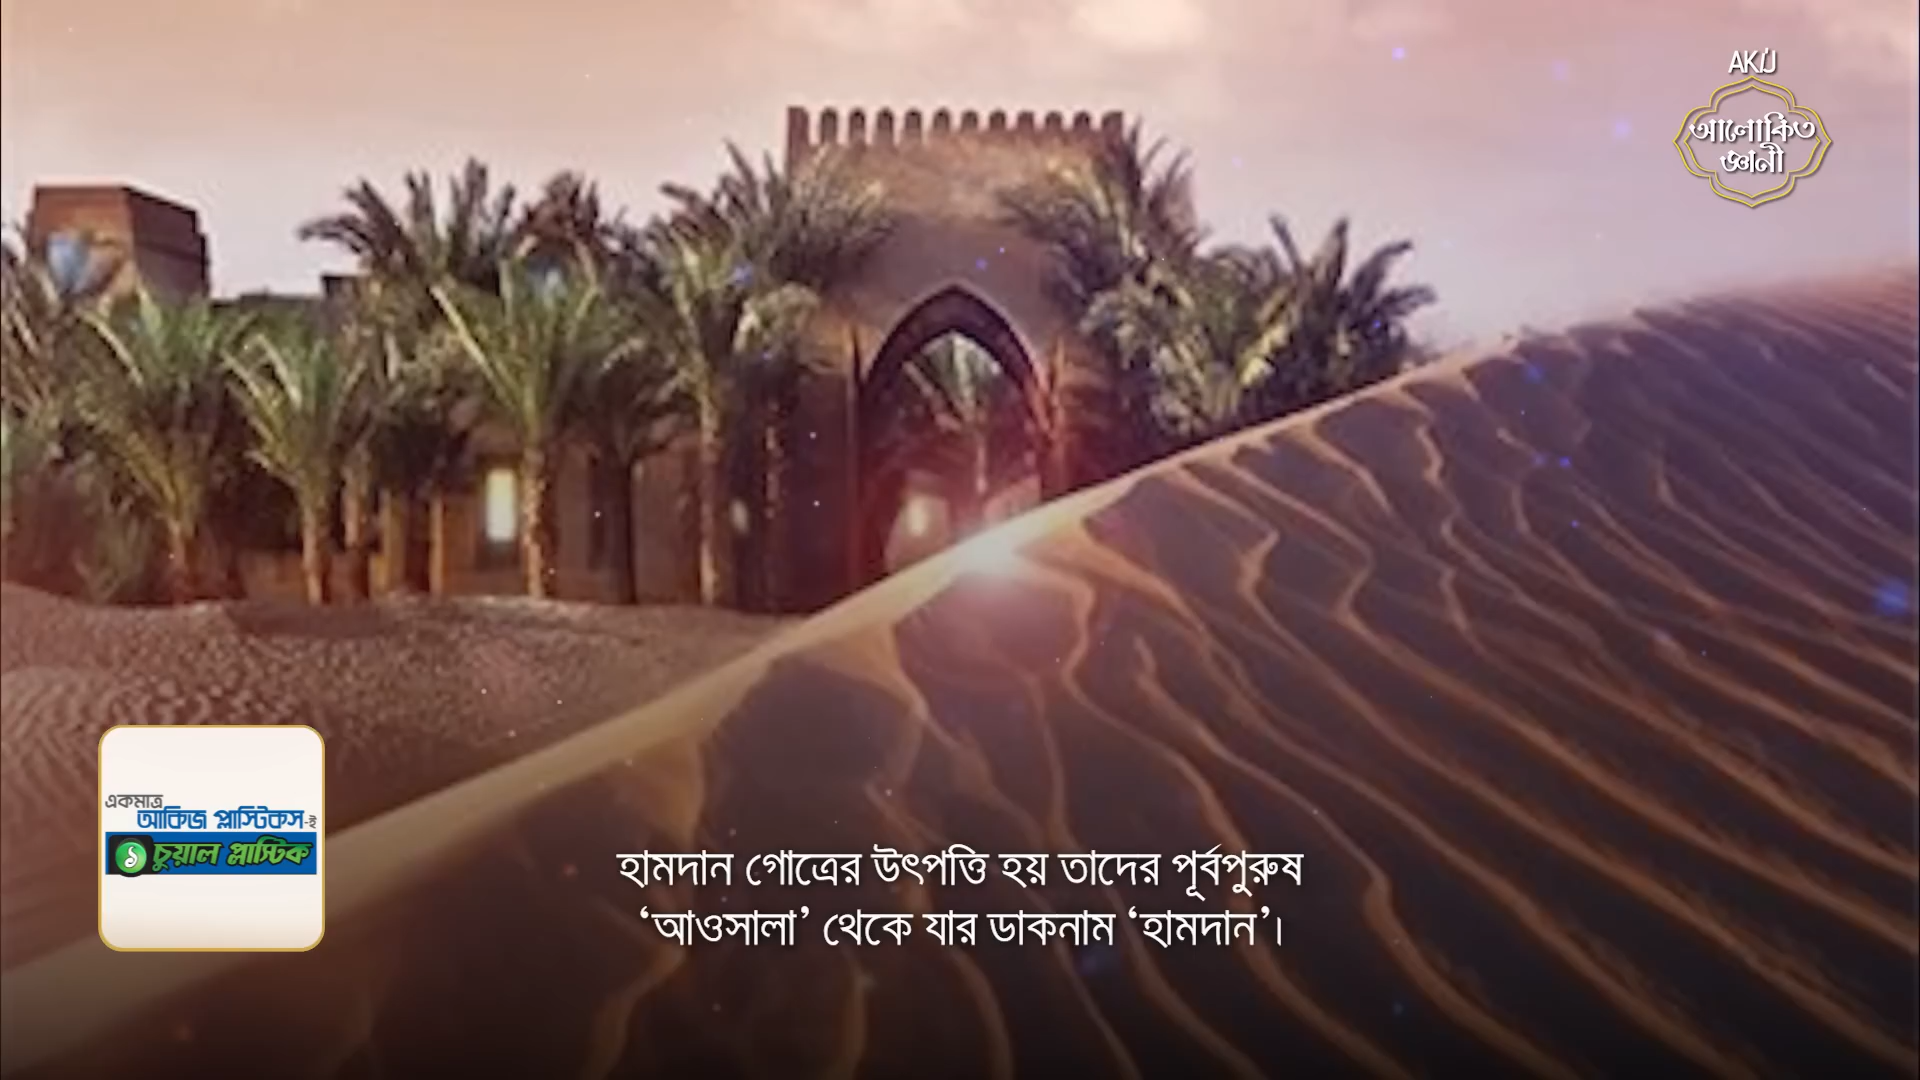 AKIJ
আলোকিত
জ্ঞানী
একমাত্র
আকিজ প্লাস্টিকস-ই
১ চুয়াল প্লাস্টিক
হামদান গোত্রের উৎপত্তি হয় তাদের পূর্বপুরুষ
‘আওসালা’ থেকে যার ডাকনাম ‘হামদান’।